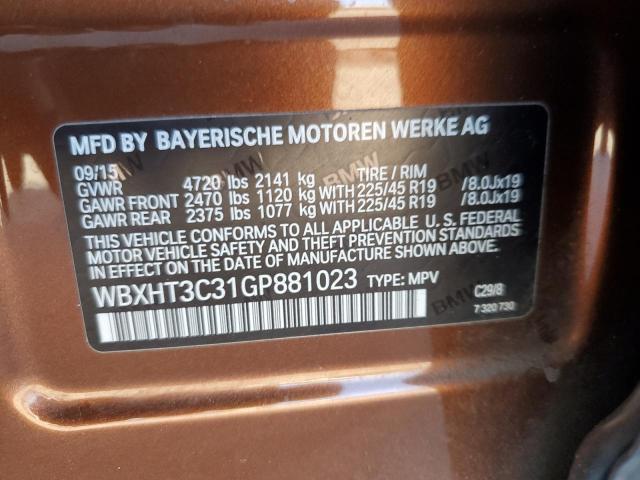 MFD BY BAYERISCHE MOTOREN WERKE AG
09/15
GVWR 4720 lbs 2141 kg TIRE / RIM
GAWR FRONT 2470 lbs 1120 kg WITH 225/45 R19 /8.0Jx19
GAWR REAR 2375 lbs 1077 kg WITH 225/45 R19 /8.0Jx19
THIS VEHICLE CONFORMS TO ALL APPLICABLE U. S. FEDERAL
MOTOR VEHICLE SAFETY AND THEFT PREVENTION STANDARDS
IN EFFECT ON THE DATE OF MANUFACTURE SHOWN ABOVE.
WBXHT3C31GP881023 TYPE: MPV
C29/8
7 320 730